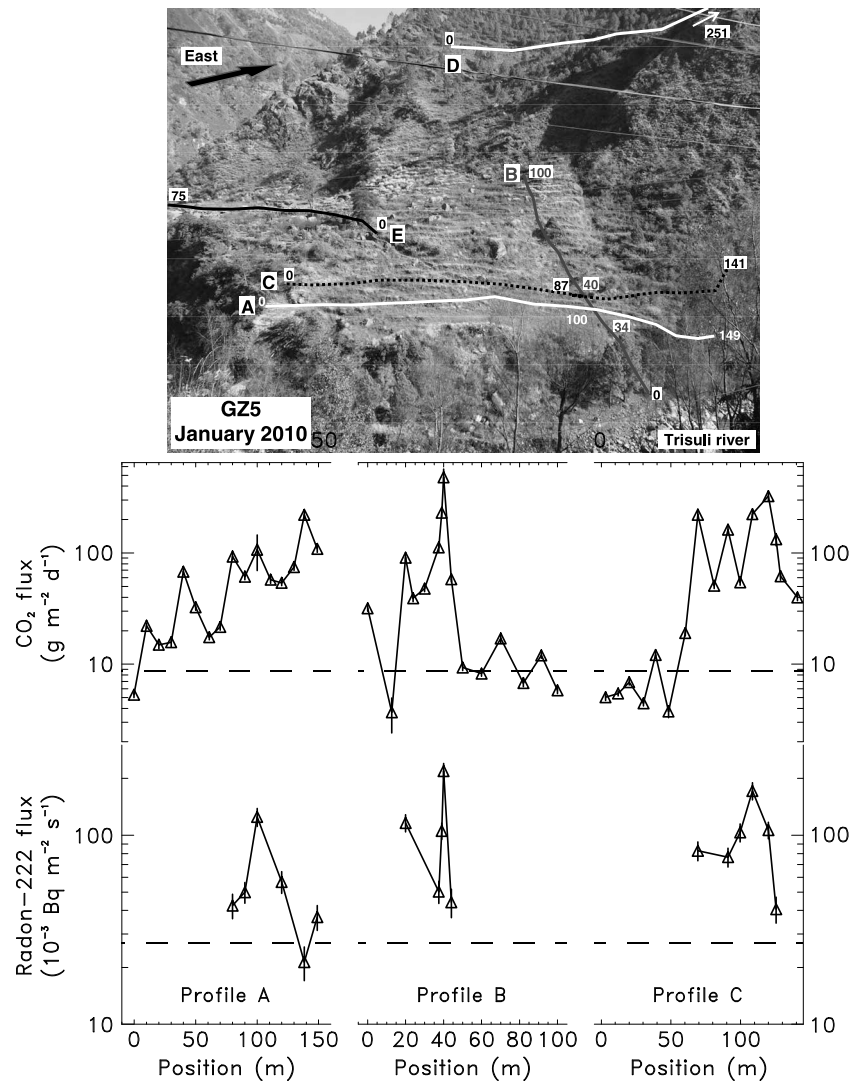 0
251
East
D
B 100
75
0
E
0
C
141
87 40
A 0
100
34
149
0
GZ5
January 2010
50
0
Trisuli river
100
10
CO₂ flux
(g m⁻² d⁻¹)
100
10
100
10
Radon−222 flux
(10⁻³ Bq m⁻² s⁻¹)
100
10
Profile A
Profile B
Profile C
0 50 100 150
0 20 40 60 80 100
0 50 100
Position (m)
Position (m)
Position (m)